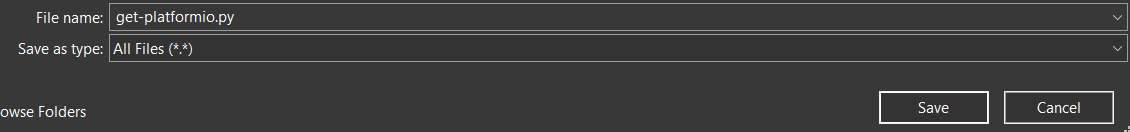 File name: get-platformio.py
Save as type: All Files (*.*)
owse Folders Save Cancel